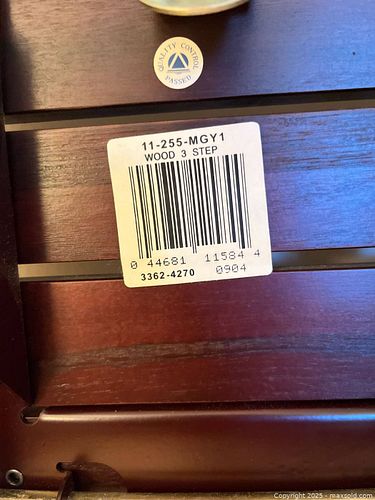 QUALITY CONTROL
PASSED
11-255-MGY1
WOOD 3 STEP
0 44681 11584 4
3362-4270 0904
Copyright 2025 - maxsold.com